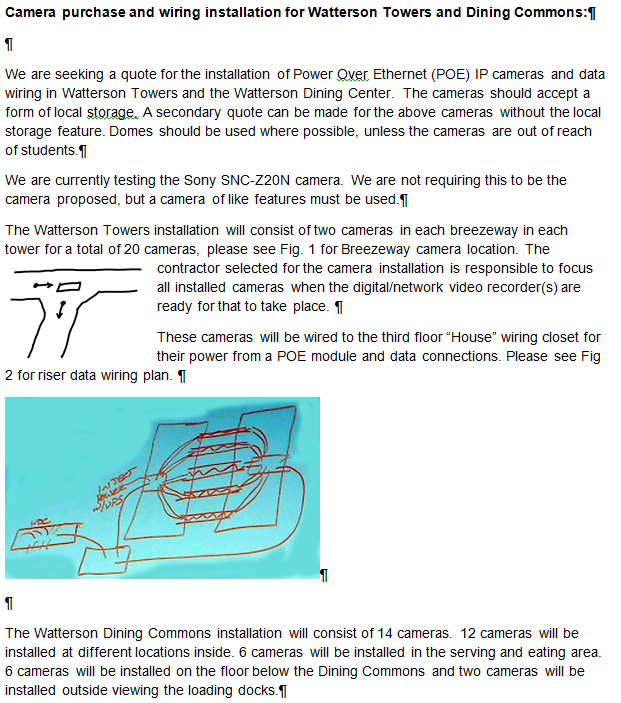 Camera purchase and wiring installation for Watterson Towers and Dining Commons:¶
¶
We are seeking a quote for the installation of Power Over Ethernet (POE) IP cameras and data
wiring in Watterson Towers and the Watterson Dining Center. The cameras should accept a
form of local storage. A secondary quote can be made for the above cameras without the local
storage feature. Domes should be used where possible, unless the cameras are out of reach
of students.¶
We are currently testing the Sony SNC-Z20N camera. We are not requiring this to be the
camera proposed, but a camera of like features must be used.¶
The Watterson Towers installation will consist of two cameras in each breezeway in each
tower for a total of 20 cameras, please see Fig. 1 for Breezeway camera location. The
contractor selected for the camera installation is responsible to focus
all installed cameras when the digital/network video recorder(s) are
ready for that to take place. ¶
These cameras will be wired to the third floor “House” wiring closet for
their power from a POE module and data connections. Please see Fig
2 for riser data wiring plan. ¶
INJECT
POWER
W/UPS
¶
¶
The Watterson Dining Commons installation will consist of 14 cameras. 12 cameras will be
installed at different locations inside. 6 cameras will be installed in the serving and eating area.
6 cameras will be installed on the floor below the Dining Commons and two cameras will be
installed outside viewing the loading docks.¶